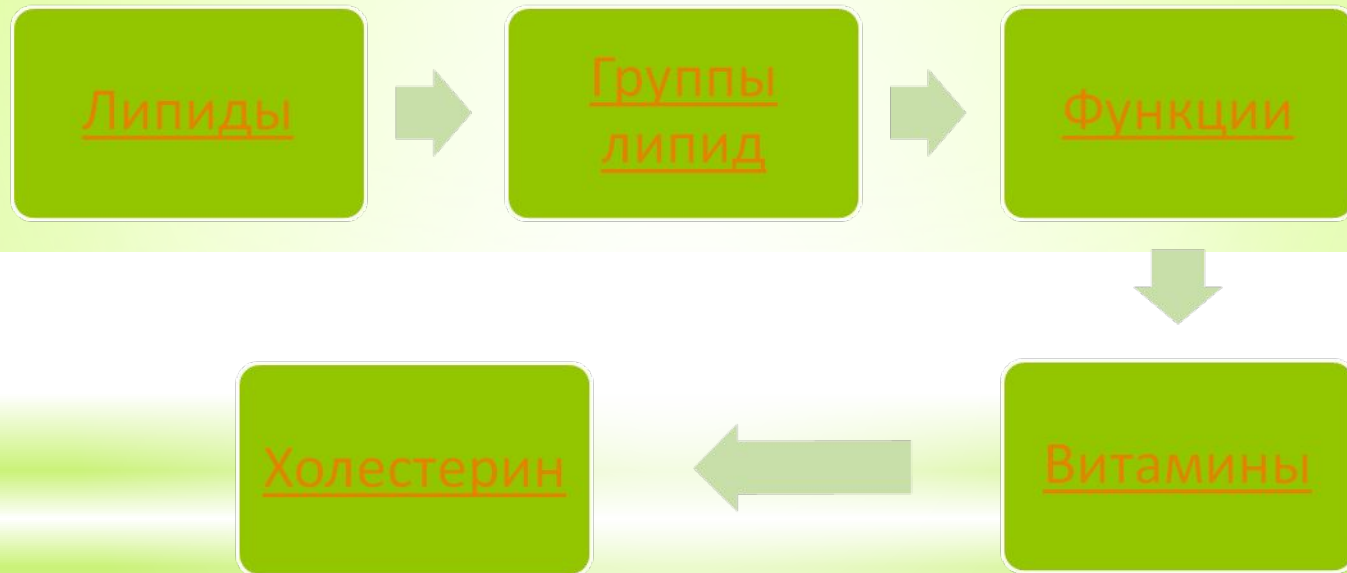 Липиды
Группы
липид
Функции
Витамины
Холестерин